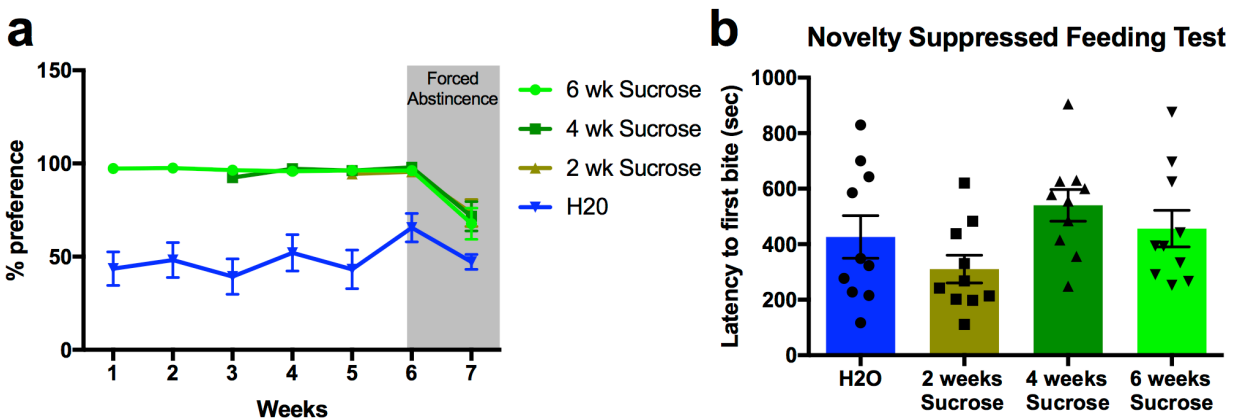 a
150
100
50
0
% preference
1 2 3 4 5 6 7
Weeks
Forced
Abstincence
6 wk Sucrose
4 wk Sucrose
2 wk Sucrose
H20
b
Novelty Suppressed Feeding Test
Latency to first bite (sec)
1000
800
600
400
200
0
H2O
2 weeks
Sucrose
4 weeks
Sucrose
6 weeks
Sucrose